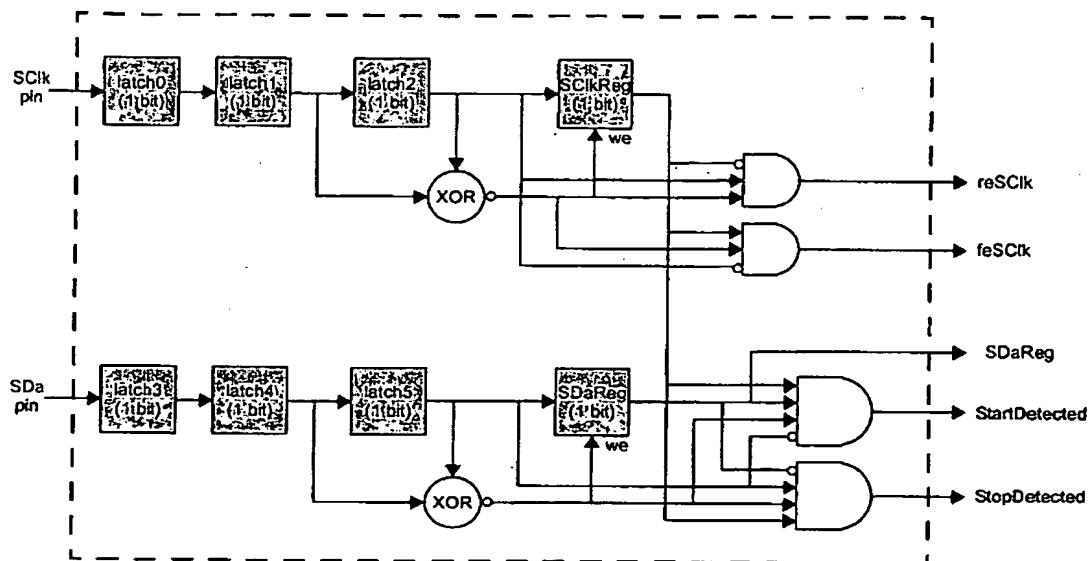 SClk
pin
latch0
(1 bit)
latch1
(1 bit)
latch2
(1 bit)
SClkReg
(1 bit)
we
XOR
reSClk
feSClk
SDa
pin
latch3
(1 bit)
latch4
(1 bit)
latch5
(1 bit)
SDaReg
(1 bit)
we
XOR
SDaReg
StartDetected
StopDetected